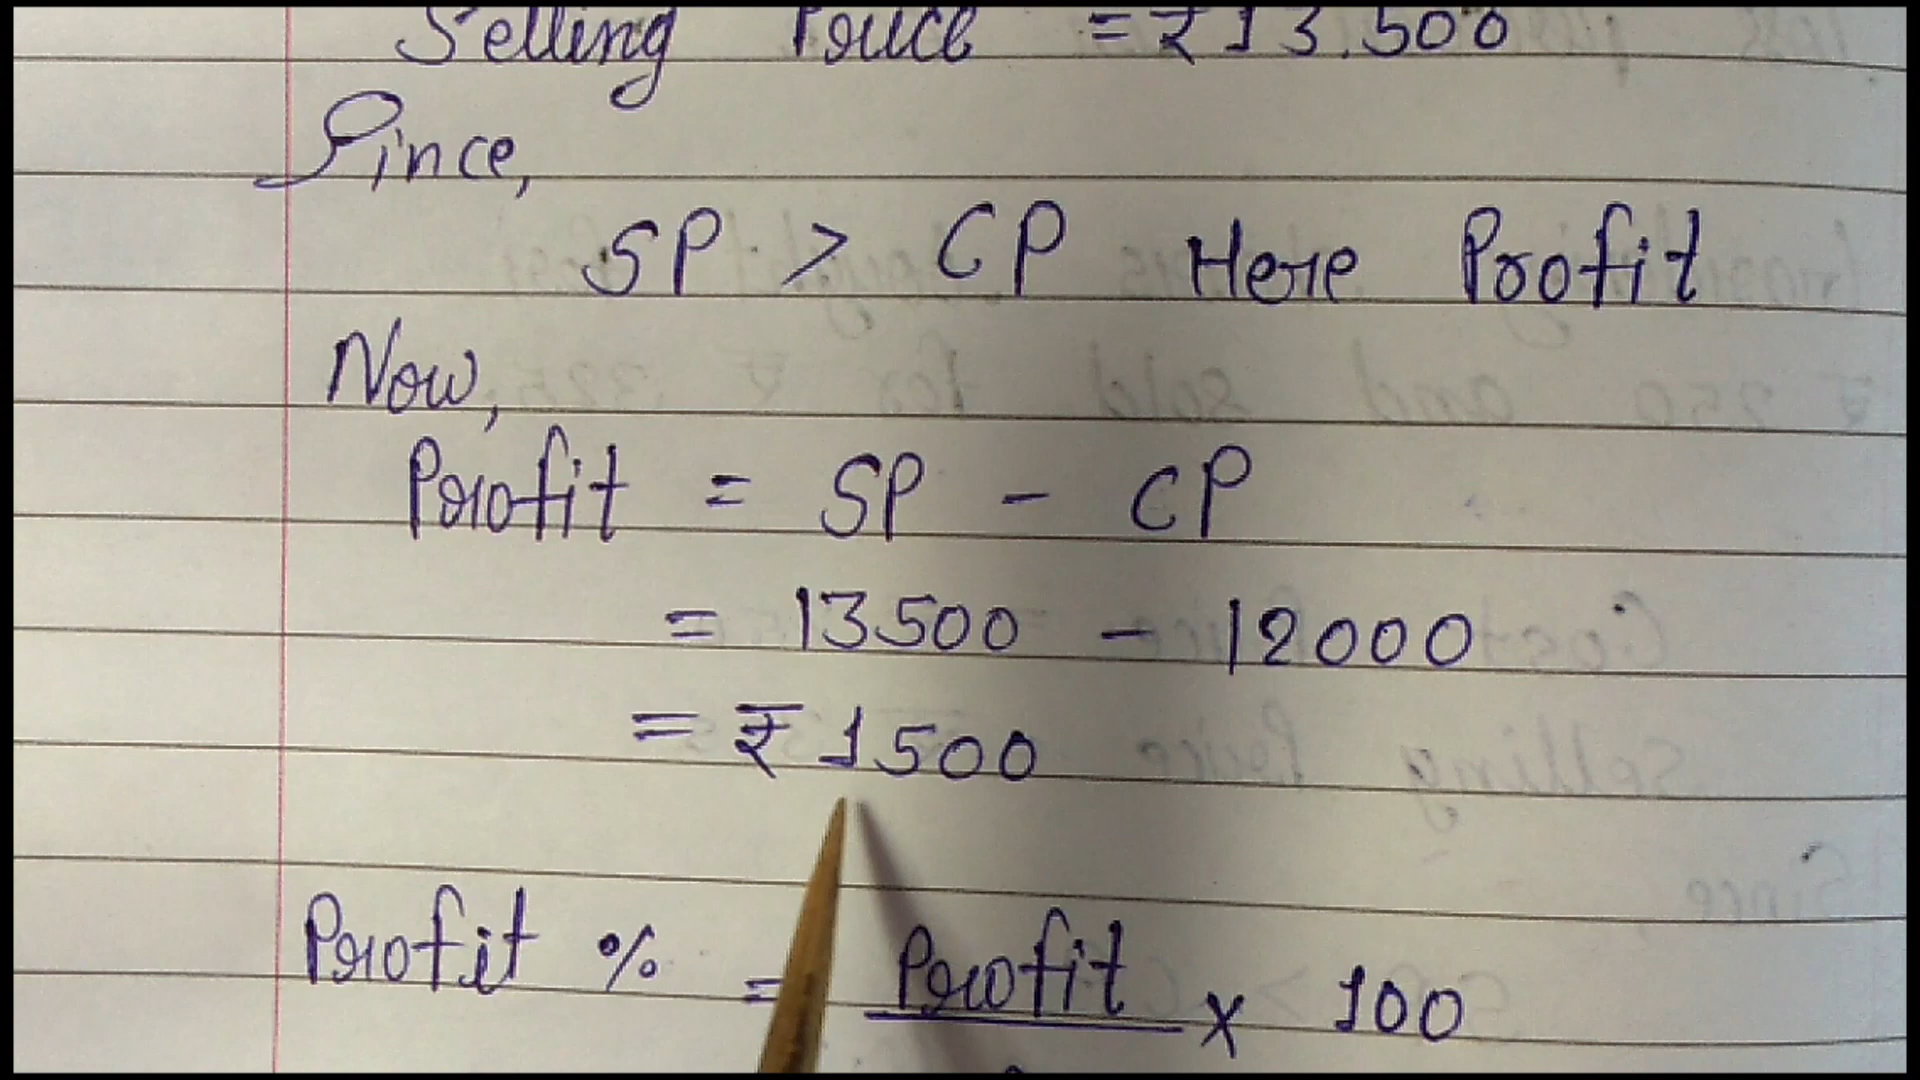 Selling Price = ₹13,500
Since,
SP > CP Here Profit
Now,
Profit = SP - CP
= 13500 - 12000
= ₹1500
Profit % = Profit x 100